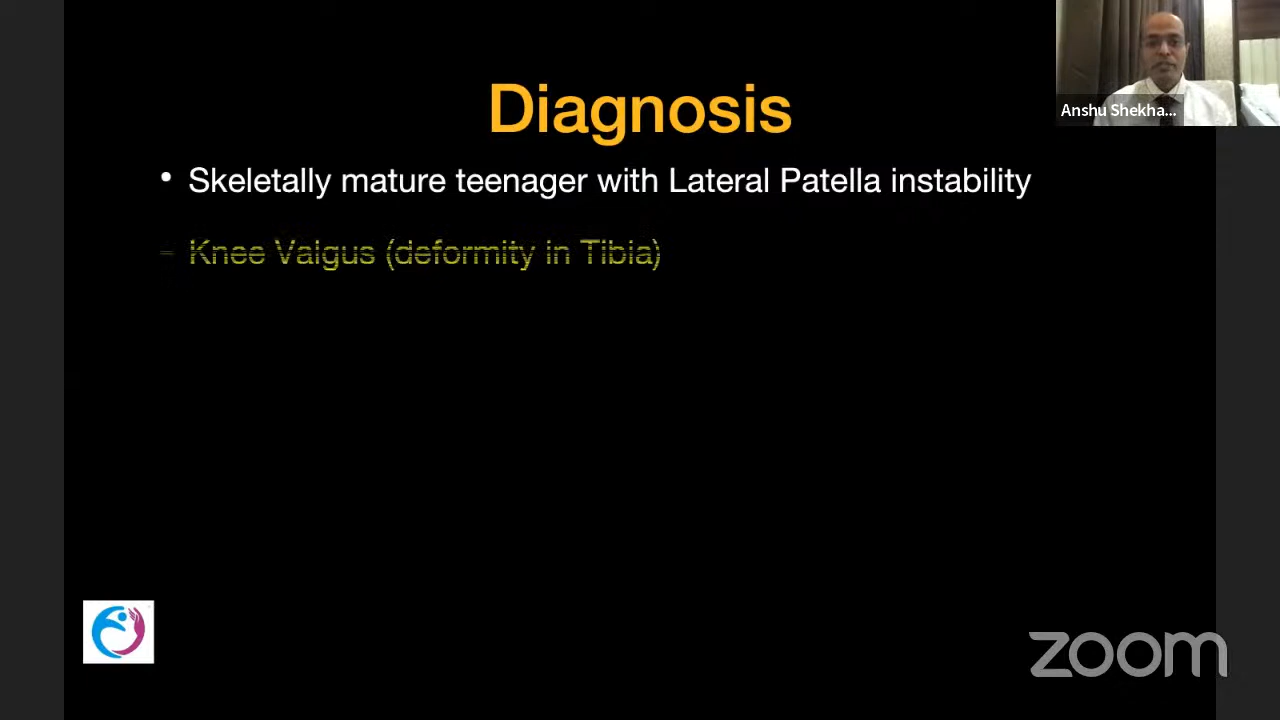 Anshu Shekha...
Diagnosis
• Skeletally mature teenager with Lateral Patella instability
- Knee Valgus (deformity in Tibia)
zoom